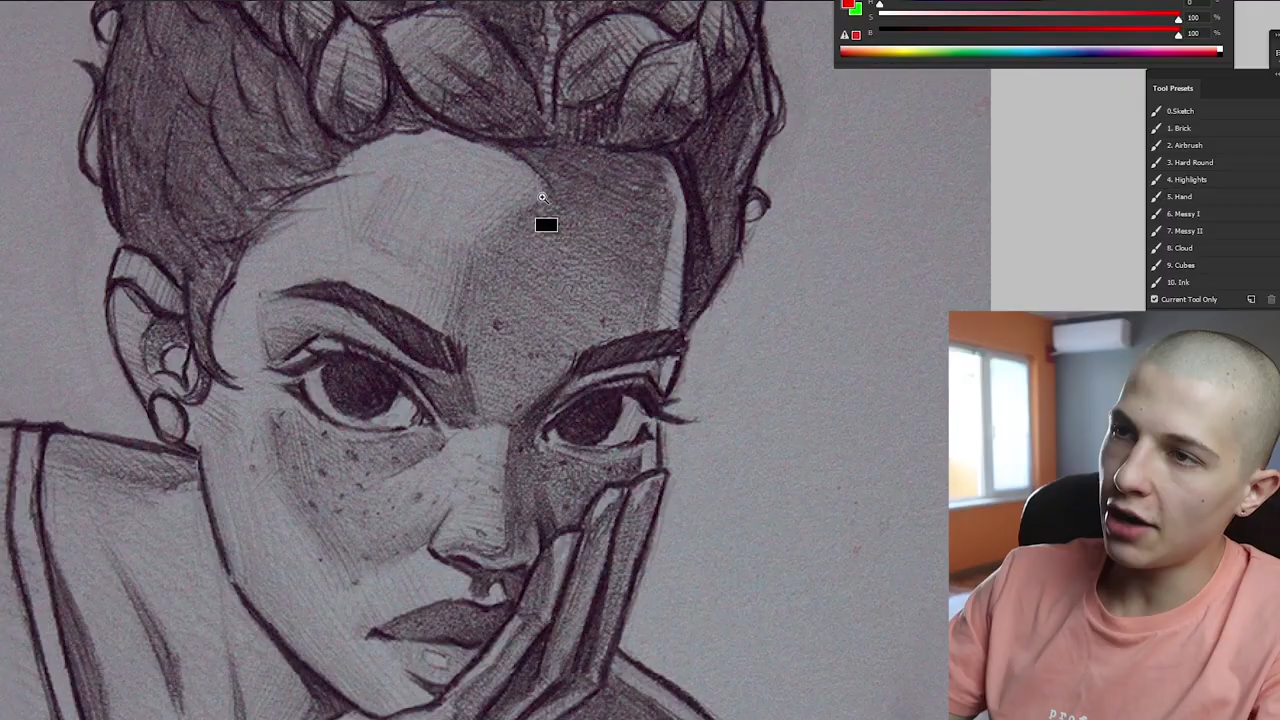 H
0
S
100 %
B
100 %
Tool Presets
0.Sketch
1. Brick
2. Airbrush
3. Hard Round
4. Highlights
5. Hand
6. Messy I
7. Messy II
8. Cloud
9. Cubes
10. Ink
Current Tool Only